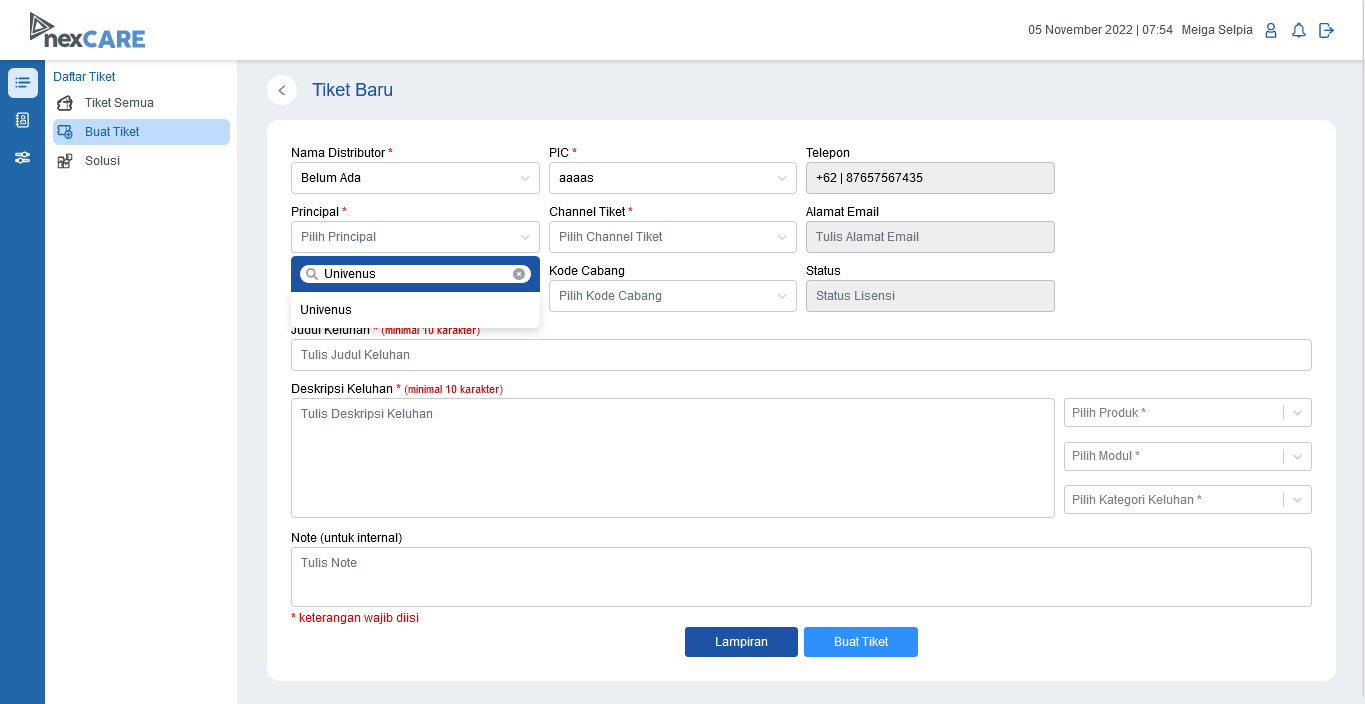 nexCARE
05 November 2022 | 07:54 Meiga Selpia
Daftar Tiket
Tiket Semua
Buat Tiket
Solusi
Tiket Baru
Nama Distributor * PIC * Telepon
Belum Ada aaaas +62 | 87657567435
Principal * Channel Tiket * Alamat Email
Pilih Principal Pilih Channel Tiket Tulis Alamat Email
Univenus Kode Cabang Status
Univenus Pilih Kode Cabang Status Lisensi
Judul Keluhan * (minimal 10 karakter)
Tulis Judul Keluhan
Deskripsi Keluhan * (minimal 10 karakter)
Tulis Deskripsi Keluhan Pilih Produk *
Pilih Modul *
Pilih Kategori Keluhan *
Note (untuk internal)
Tulis Note
* keterangan wajib diisi
Lampiran Buat Tiket